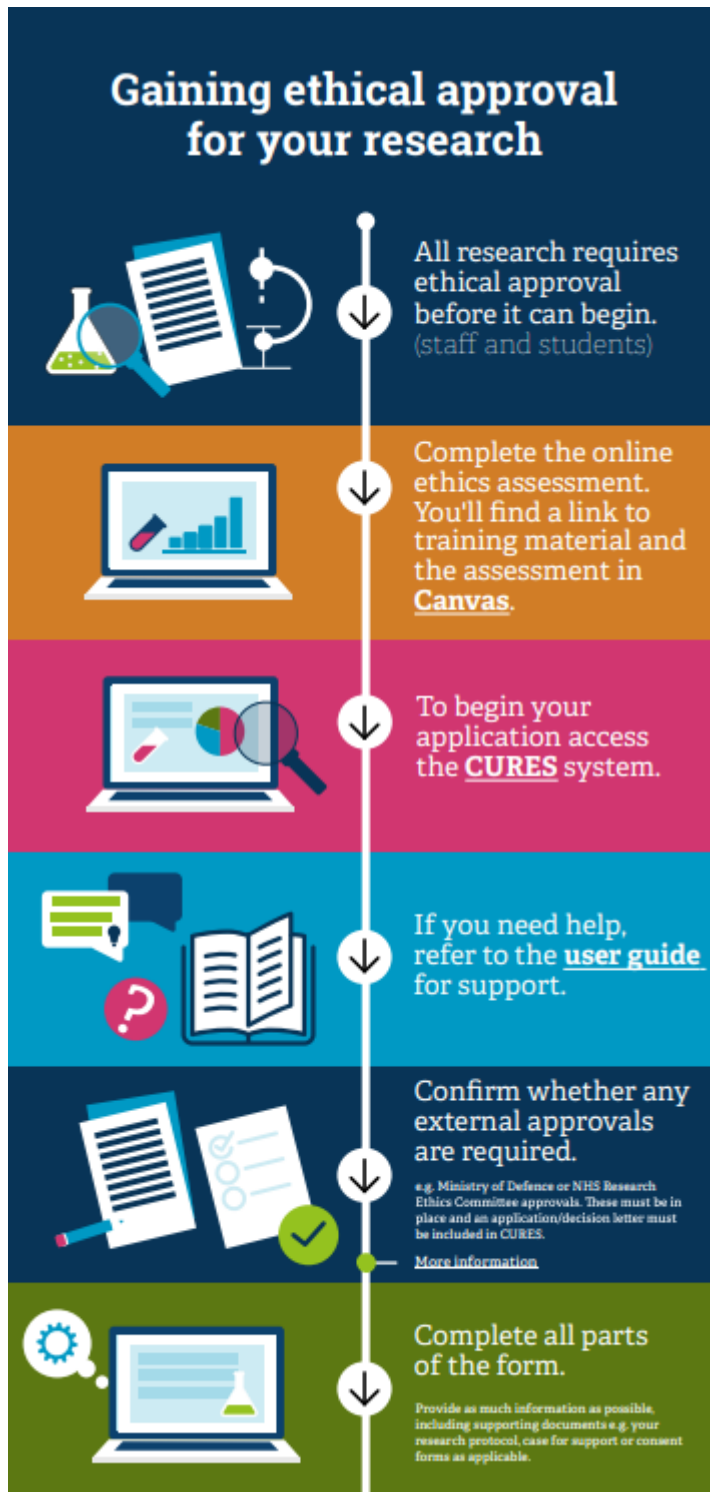 Gaining ethical approval
for your research
All research requires
ethical approval
before it can begin.
(staff and students)
Complete the online
ethics assessment.
You'll find a link to
training material and
the assessment in
Canvas.
To begin your
application access
the CURES system.
If you need help,
refer to the user guide
for support.
Confirm whether any
external approvals
are required.
e.g. Ministry of Defence or NHS Research
Ethics Committee approvals. These must be in
place and an application/decision letter must
be included in CURES.
More information
Complete all parts
of the form.
Provide as much information as possible,
including supporting documents e.g. your
research protocol, case for support or consent
forms as applicable.